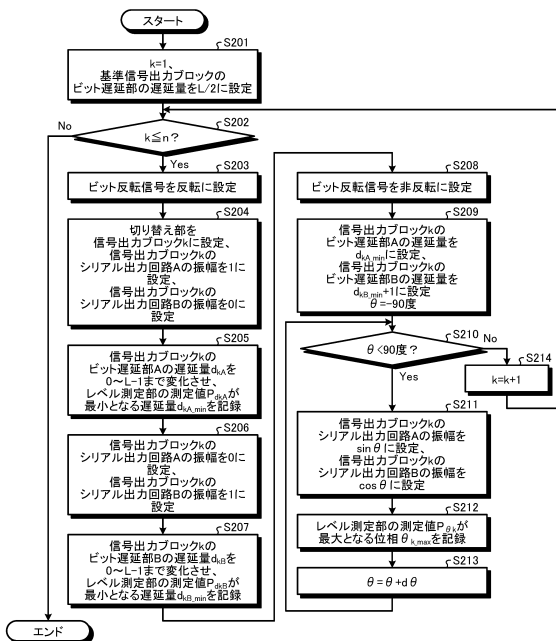 スタート
S201
k=1、
基準信号出力ブロックの
ビット遅延部の遅延量をL/2に設定
S202
k≦n?
No
Yes
S203
ビット反転信号を反転に設定
S204
切り替え部を
信号出力ブロックkに設定、
信号出力ブロックkの
シリアル出力回路Aの振幅を1に
設定、
信号出力ブロックkの
シリアル出力回路Bの振幅を0に
設定
S205
信号出力ブロックkの
ビット遅延部Aの遅延量dkAを
0~L-1まで変化させ、
レベル測定部の測定値PdkAが
最小となる遅延量dkA_minを記録
S206
信号出力ブロックkの
シリアル出力回路Aの振幅を0に
設定、
信号出力ブロックkの
シリアル出力回路Bの振幅を1に
設定
S207
信号出力ブロックkの
ビット遅延部Bの遅延量dkBを
0~L-1まで変化させ、
レベル測定部の測定値PdkBが
最小となる遅延量dkB_minを記録
エンド
S208
ビット反転信号を非反転に設定
S209
信号出力ブロックkの
ビット遅延部Aの遅延量を
dkA_minに設定、
信号出力ブロックkの
ビット遅延部Bの遅延量を
dkB_min+1に設定
θ=-90度
S210
θ<90度?
No
Yes
S214
k=k+1
S211
信号出力ブロックkの
シリアル出力回路Aの振幅を
sinθに設定、
信号出力ブロックkの
シリアル出力回路Bの振幅を
cosθに設定
S212
レベル測定部の測定値Pθkが
最大となる位相θk_maxを記録
S213
θ=θ+dθ